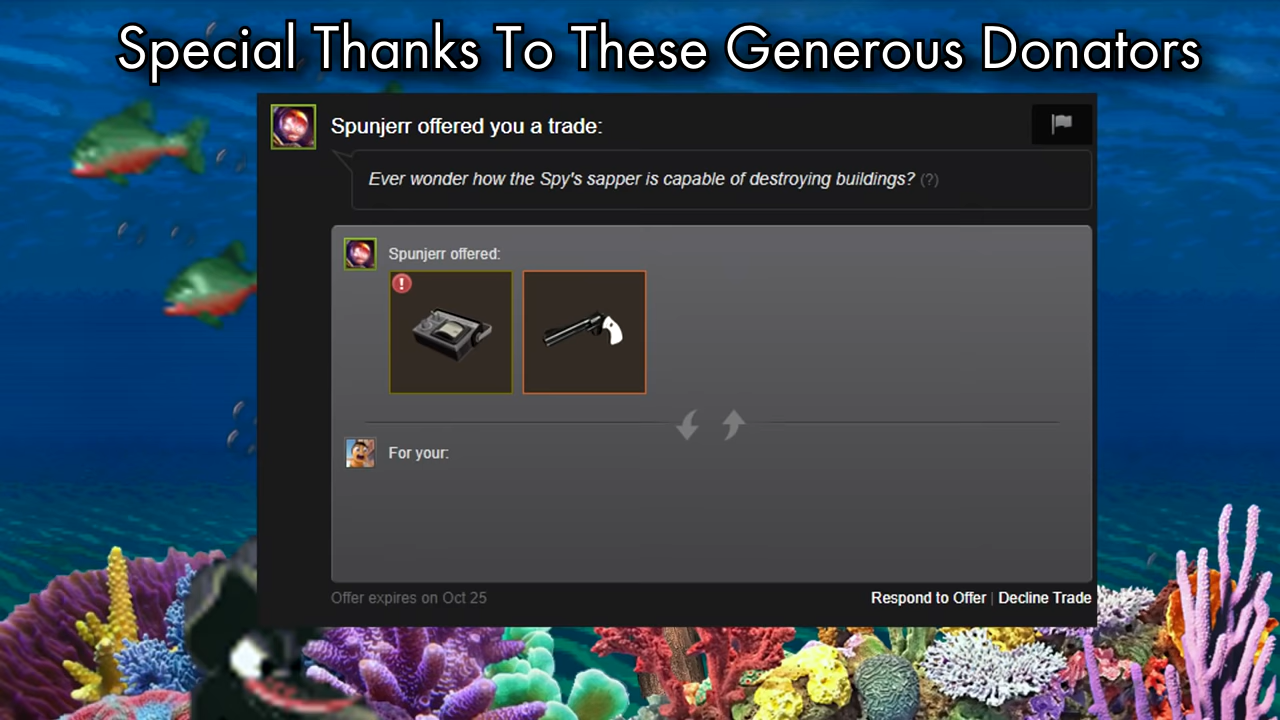 Special Thanks To These Generous Donators
Spunjerr offered you a trade:
Ever wonder how the Spy's sapper is capable of destroying buildings? (?)
Spunjerr offered:
!
For your:
Offer expires on Oct 25
Respond to Offer | Decline Trade